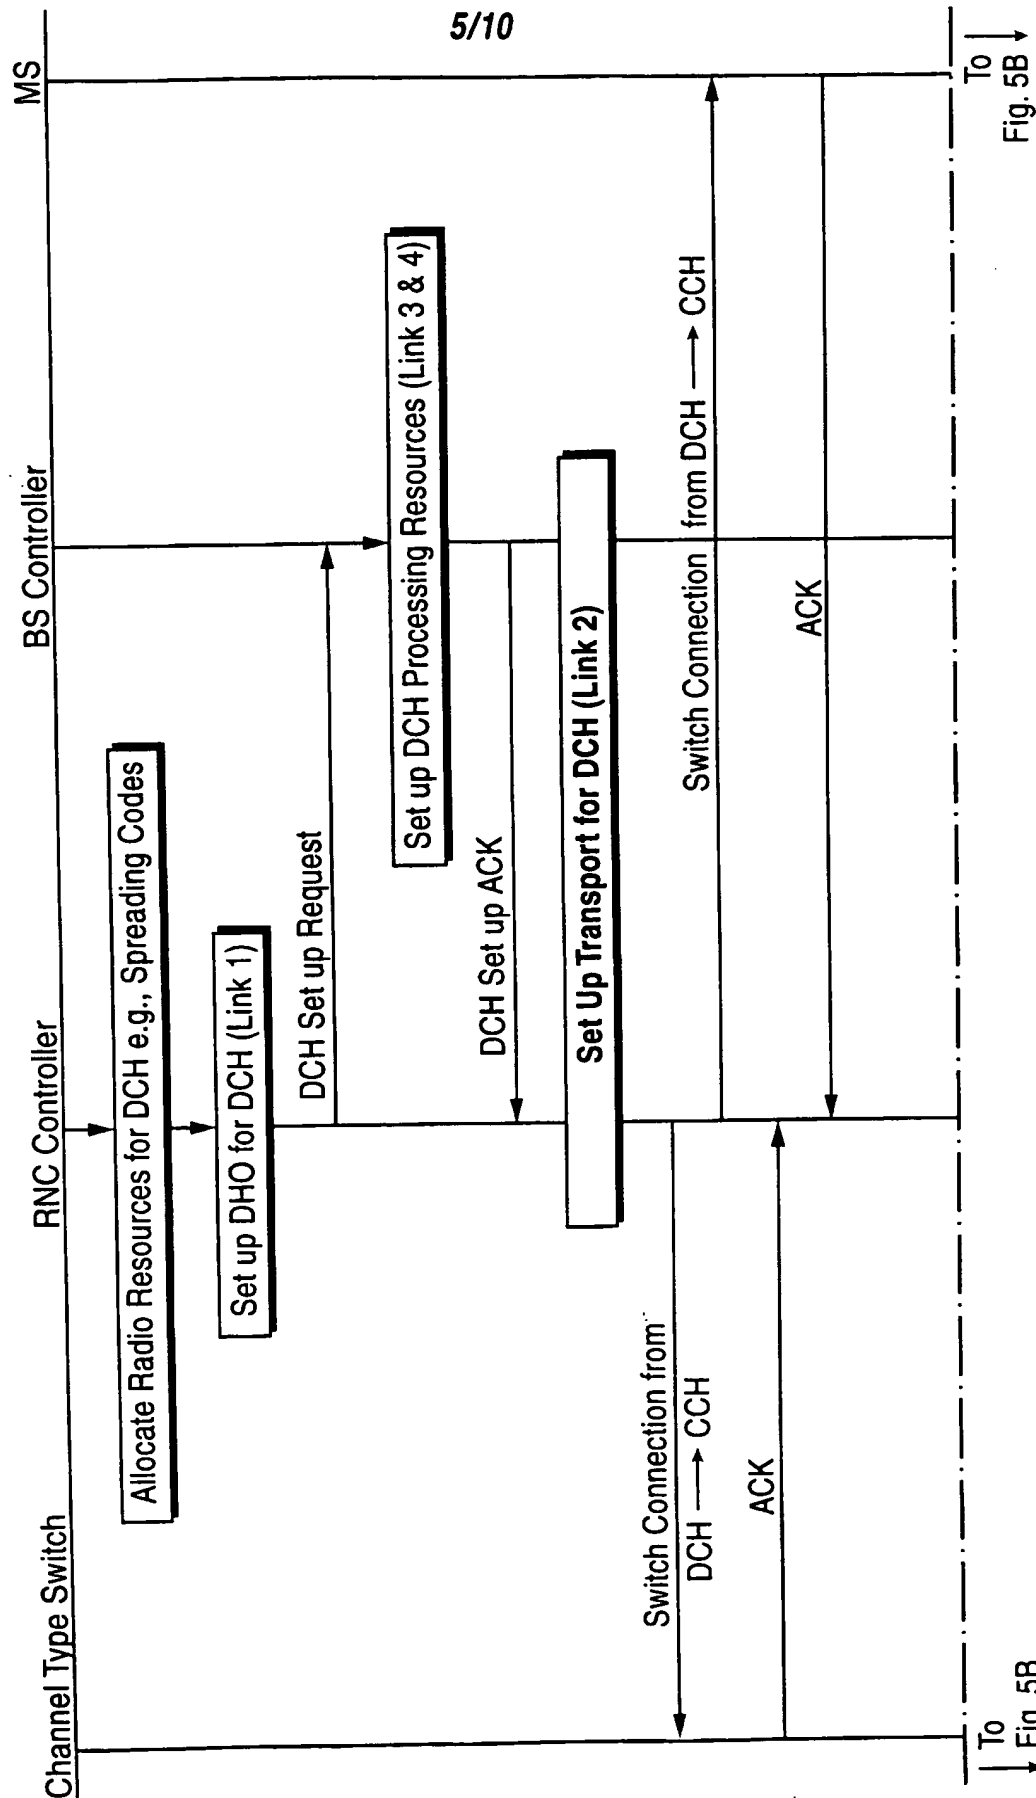 5/10
Channel Type Switch
RNC Controller
BS Controller
MS
Allocate Radio Resources for DCH e.g., Spreading Codes
Set up DHO for DCH (Link 1)
DCH Set up Request
Set up DCH Processing Resources (Link 3 & 4)
DCH Set up ACK
Set Up Transport for DCH (Link 2)
Switch Connection from
DCH → CCH
Switch Connection from DCH → CCH
ACK
ACK
To
Fig. 5B
To
Fig. 5B